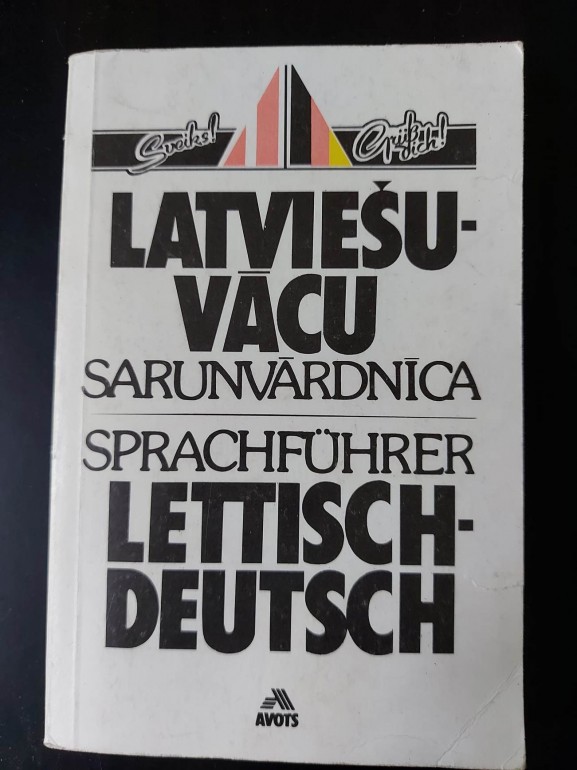 Sveiks!
Grüß dich!
LATVIEŠU-
VĀCU
SARUNVĀRDNĪCA
SPRACHFÜHRER
LETTISCH-
DEUTSCH
AVOTS